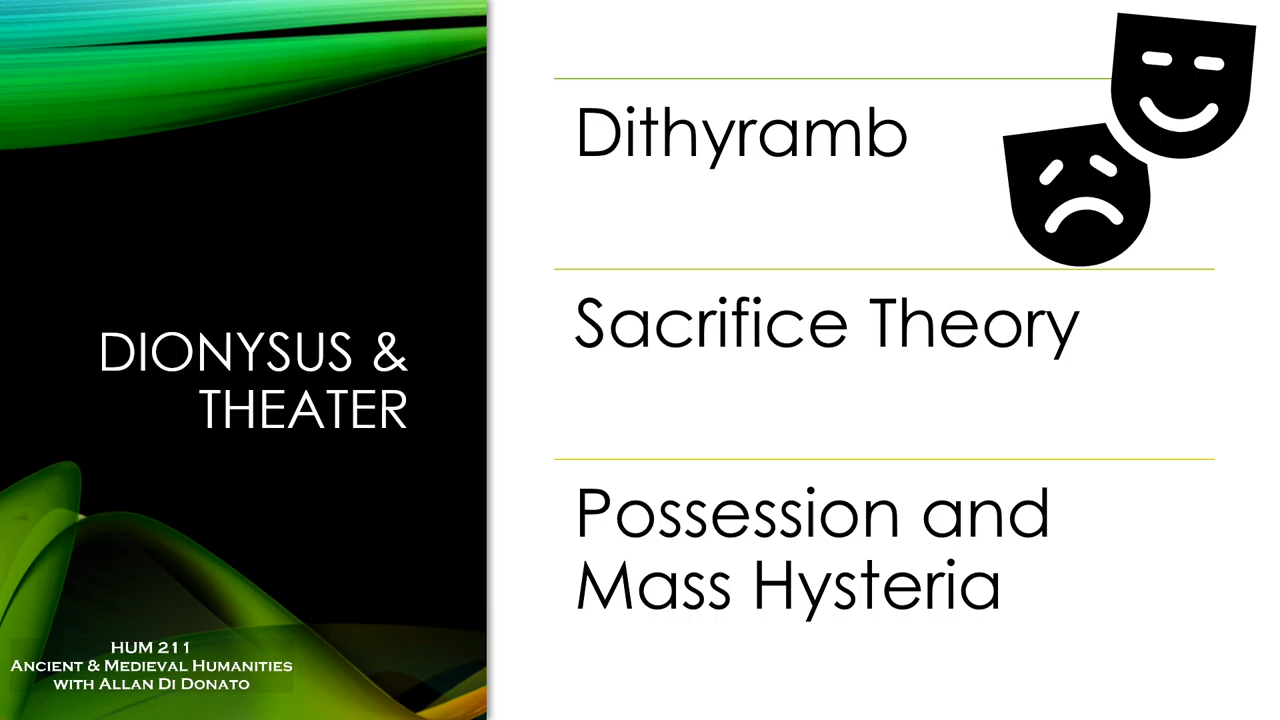 DIONYSUS &
THEATER
HUM 211
ANCIENT & MEDIEVAL HUMANITIES
WITH ALLAN DI DONATO
Dithyramb
Sacrifice Theory
Possession and
Mass Hysteria